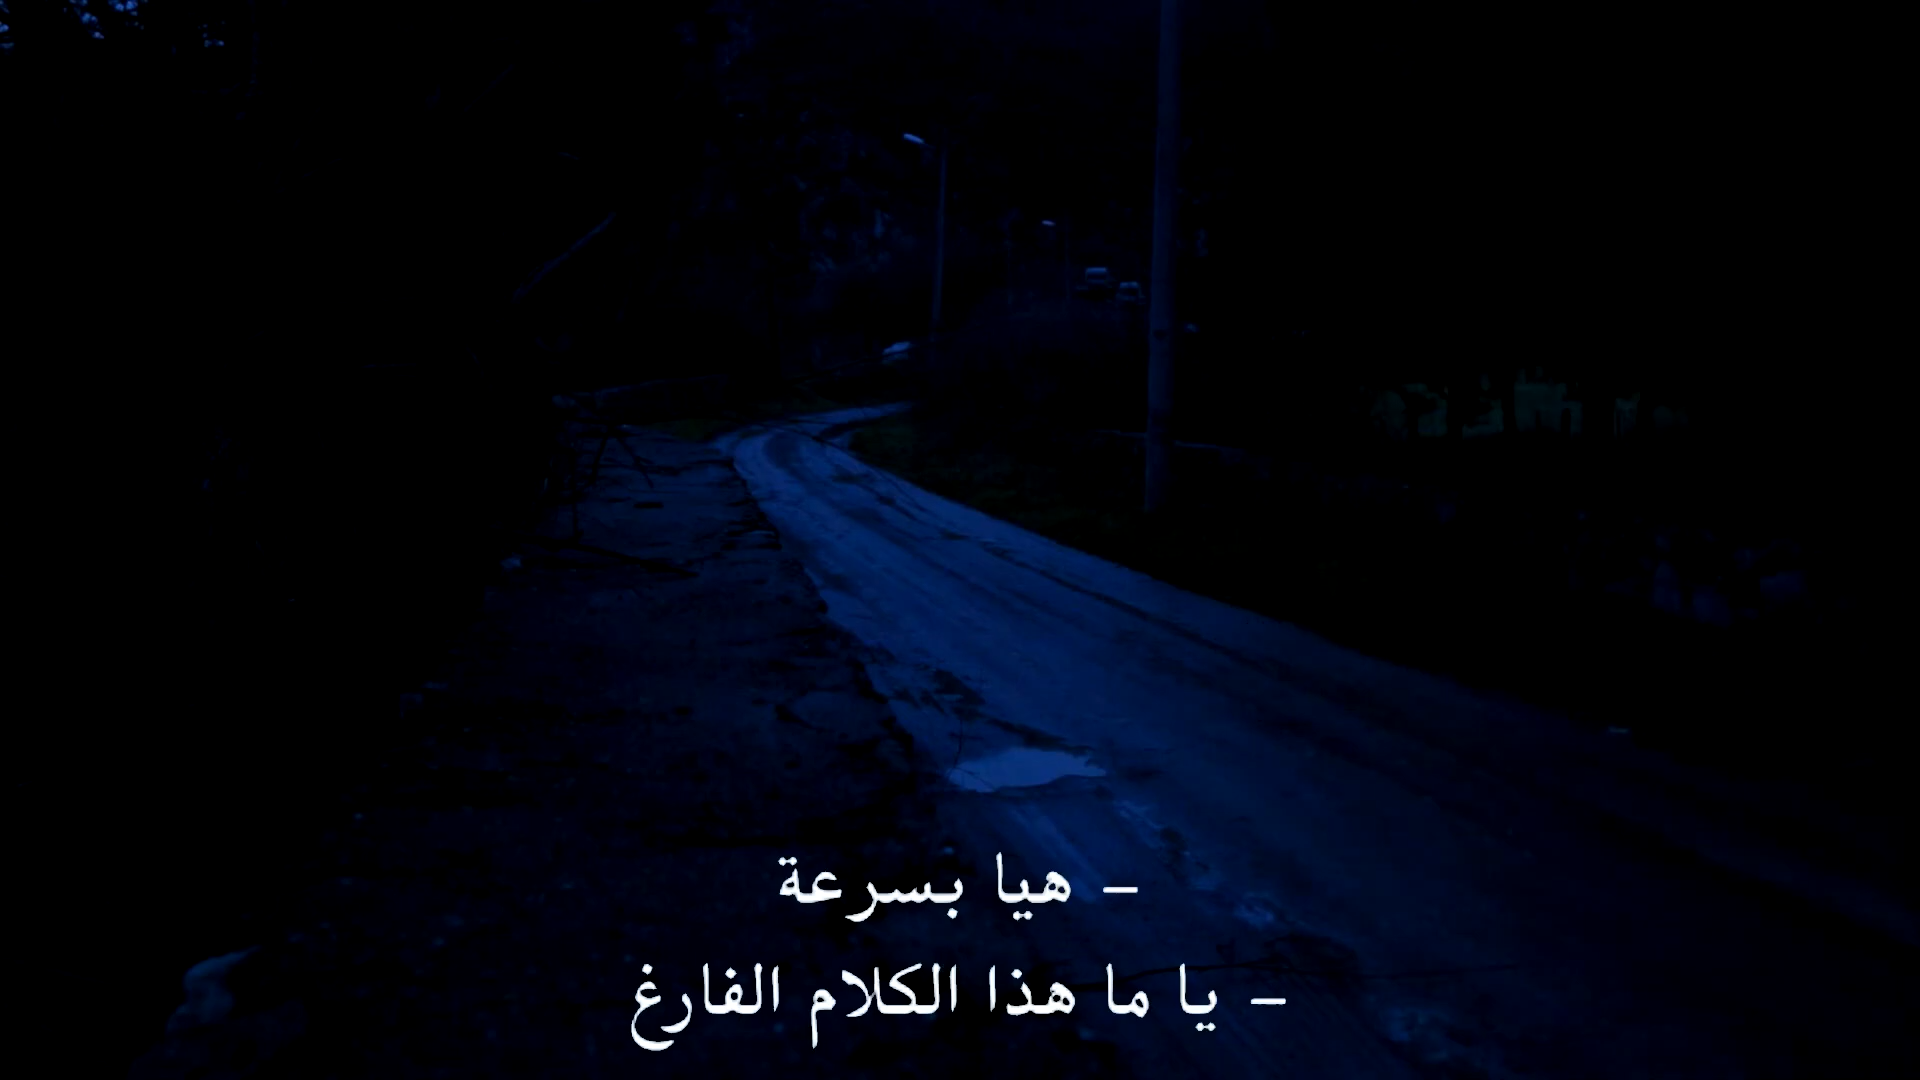 - هيا بسرعة
- يا ما هذا الكلام الفارغ